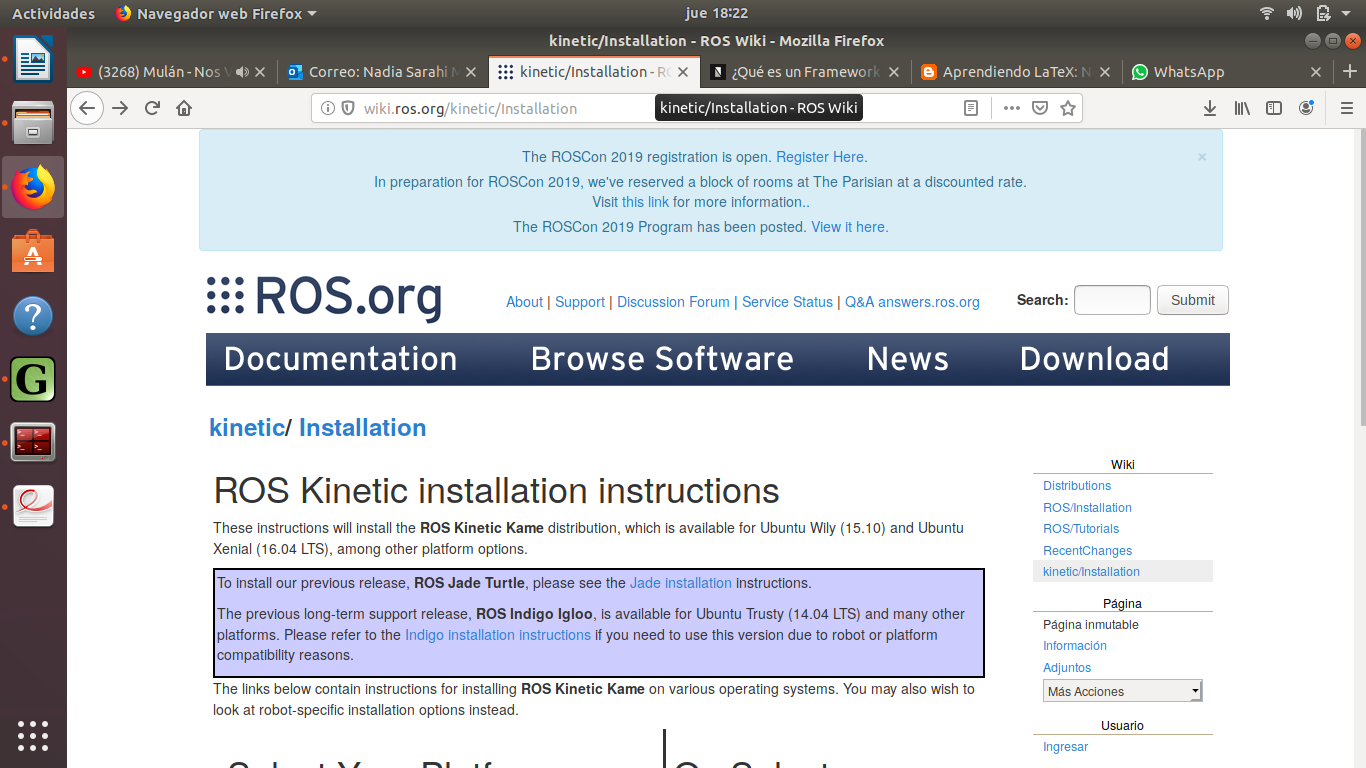 Actividades
Navegador web Firefox
jue 18:22
kinetic/Installation - ROS Wiki - Mozilla Firefox
(3268) Mulán - Nos
Correo: Nadia Sarahi
kinetic/Installation - RO
¿Qué es un Framework
Aprendiendo LaTeX: N
WhatsApp
wiki.ros.org/kinetic/Installation
kinetic/Installation - ROS Wiki
The ROSCon 2019 registration is open. Register Here.
×
In preparation for ROSCon 2019, we've reserved a block of rooms at The Parisian at a discounted rate.
Visit this link for more information..
The ROSCon 2019 Program has been posted. View it here.
ROS.org
About | Support | Discussion Forum | Service Status | Q&A answers.ros.org
Search:
Submit
Documentation
Browse Software
News
Download
kinetic/ Installation
ROS Kinetic installation instructions
These instructions will install the ROS Kinetic Kame distribution, which is available for Ubuntu Wily (15.10) and Ubuntu
Xenial (16.04 LTS), among other platform options.
To install our previous release, ROS Jade Turtle, please see the Jade installation instructions.
The previous long-term support release, ROS Indigo Igloo, is available for Ubuntu Trusty (14.04 LTS) and many other
platforms. Please refer to the Indigo installation instructions if you need to use this version due to robot or platform
compatibility reasons.
The links below contain instructions for installing ROS Kinetic Kame on various operating systems. You may also wish to
look at robot-specific installation options instead.
Wiki
Distributions
ROS/Installation
ROS/Tutorials
RecentChanges
kinetic/Installation
Página
Página inmutable
Información
Adjuntos
Más Acciones
Usuario
Ingresar